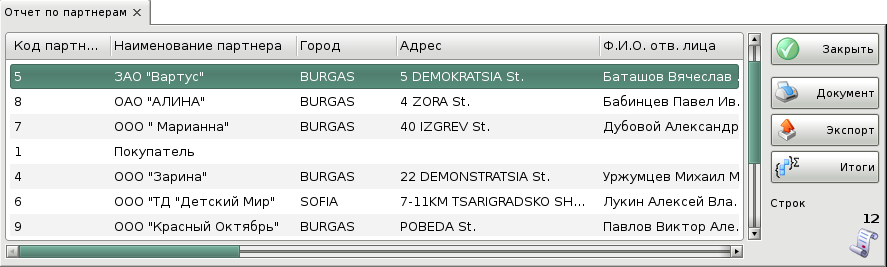 Отчет по партнерам
Код партн... Наименование партнера Город Адрес Ф.И.О. отв. лица
5 ЗАО "Вартус" BURGAS 5 DEMOKRATSIA St. Баташов Вячеслав .
8 ОАО "АЛИНА" BURGAS 4 ZORA St. Бабинцев Павел Ив.
7 ООО " Марианна" BURGAS 40 IZGREV St. Дубовой Александр
1 Покупатель
4 ООО "Зарина" BURGAS 22 DEMONSTRATSIA St. Уржумцев Михаил М
6 ООО "ТД "Детский Мир" SOFIA 7-11KM TSARIGRADSKO SH... Лукин Алексей Вла.
9 ООО "Красный Октябрь" BURGAS POBEDA St. Павлов Виктор Але.
Закрыть
Документ
Экспорт
Итоги
Строк
12